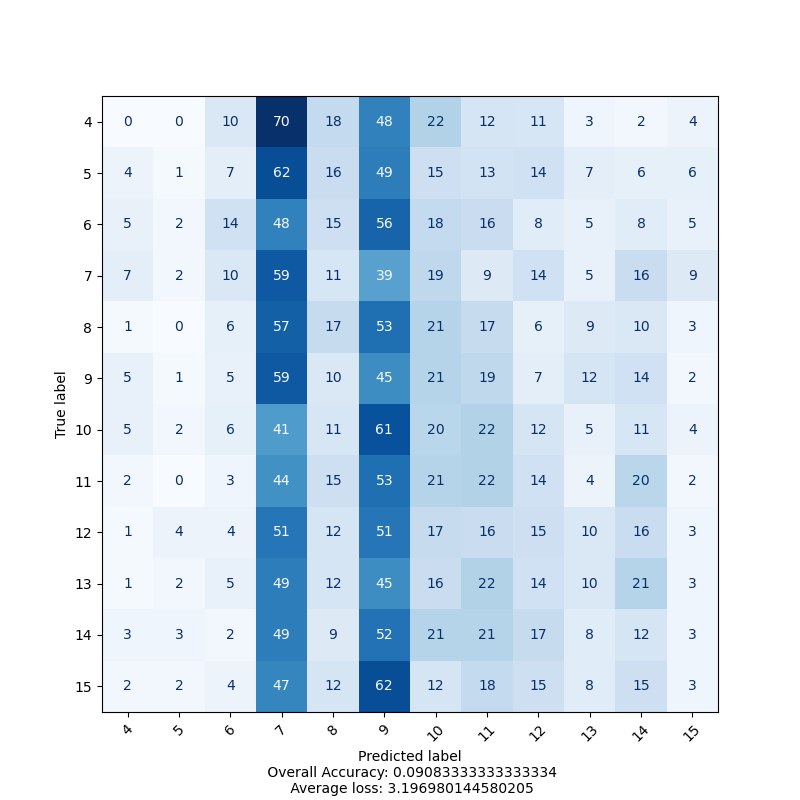 4 0 0 10 70 18 48 22 12 11 3 2 4
5 4 1 7 62 16 49 15 13 14 7 6 6
6 5 2 14 48 15 56 18 16 8 5 8 5
7 7 2 10 59 11 39 19 9 14 5 16 9
8 1 0 6 57 17 53 21 17 6 9 10 3
9 5 1 5 59 10 45 21 19 7 12 14 2
True label
10 5 2 6 41 11 61 20 22 12 5 11 4
11 2 0 3 44 15 53 21 22 14 4 20 2
12 1 4 4 51 12 51 17 16 15 10 16 3
13 1 2 5 49 12 45 16 22 14 10 21 3
14 3 3 2 49 9 52 21 21 17 8 12 3
15 2 2 4 47 12 62 12 18 15 8 15 3
4 5 6 7 8 9 10 11 12 13 14 15
Predicted label
Overall Accuracy: 0.09083333333333334
Average loss: 3.196980144580205